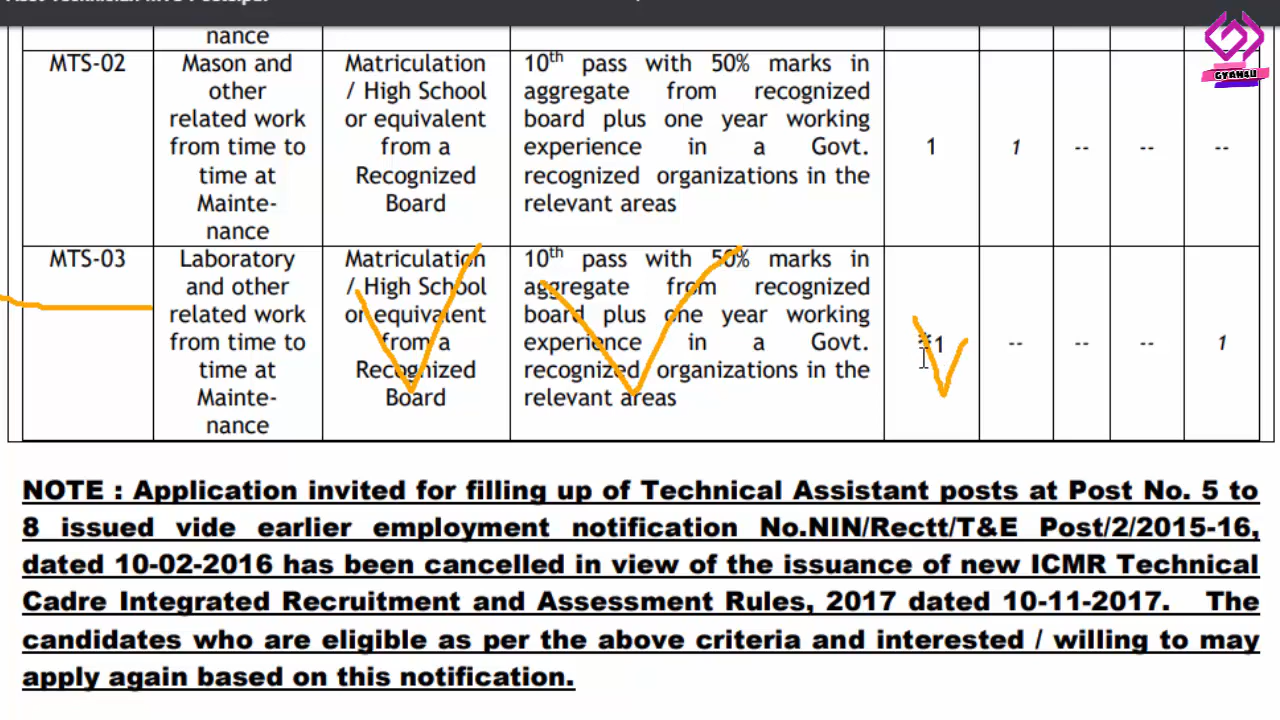 nance
MTS-02
Mason and
other
related work
from time to
time at
Mainte-
nance
Matriculation
/ High School
or equivalent
from a
Recognized
Board
10th pass with 50% marks in
aggregate from recognized
board plus one year working
experience in a Govt.
recognized organizations in the
relevant areas
1
1
--
--
--
MTS-03
Laboratory
and other
related work
from time to
time at
Mainte-
nance
Matriculation
/ High School
or equivalent
from a
Recognized
Board
10th pass with 50% marks in
aggregate from recognized
board plus one year working
experience in a Govt.
recognized organizations in the
relevant areas
*1
--
--
--
1
NOTE : Application invited for filling up of Technical Assistant posts at Post No. 5 to
8 issued vide earlier employment notification No.NIN/Rectt/T&E Post/2/2015-16,
dated 10-02-2016 has been cancelled in view of the issuance of new ICMR Technical
Cadre Integrated Recruitment and Assessment Rules, 2017 dated 10-11-2017. The
candidates who are eligible as per the above criteria and interested / willing to may
apply again based on this notification.
GYAN4U